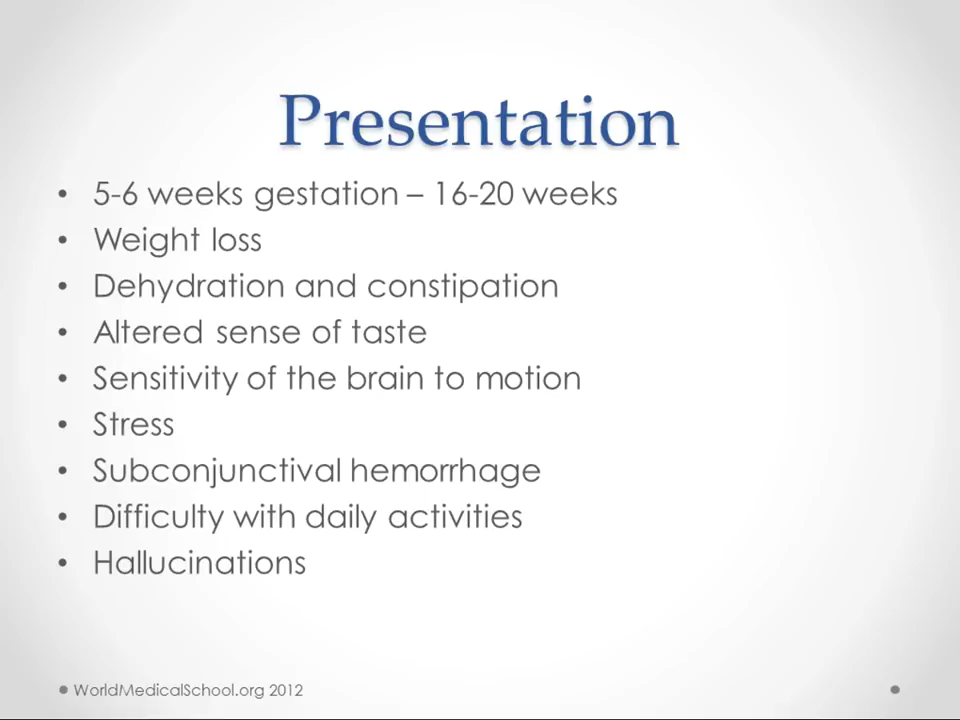 Presentation
• 5-6 weeks gestation – 16-20 weeks
• Weight loss
• Dehydration and constipation
• Altered sense of taste
• Sensitivity of the brain to motion
• Stress
• Subconjunctival hemorrhage
• Difficulty with daily activities
• Hallucinations
WorldMedicalSchool.org 2012